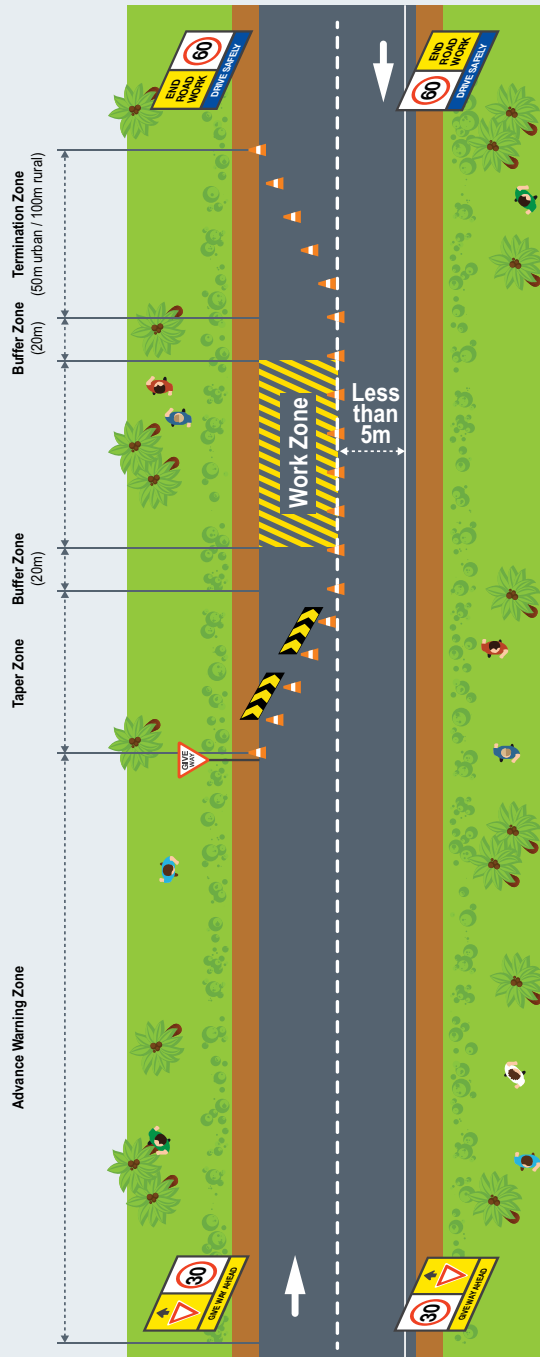 Advance Warning Zone
Taper Zone
Buffer Zone
(20m)
Buffer Zone
(20m)
Termination Zone
(50m urban / 100m rural)
30
GIVE WAY AHEAD
GIVE
WAY
Work Zone
Less
than
5m
END
ROAD
WORK
60
DRIVE SAFELY
30
GIVE WAY AHEAD
60
END
ROAD
WORK
DRIVE SAFELY